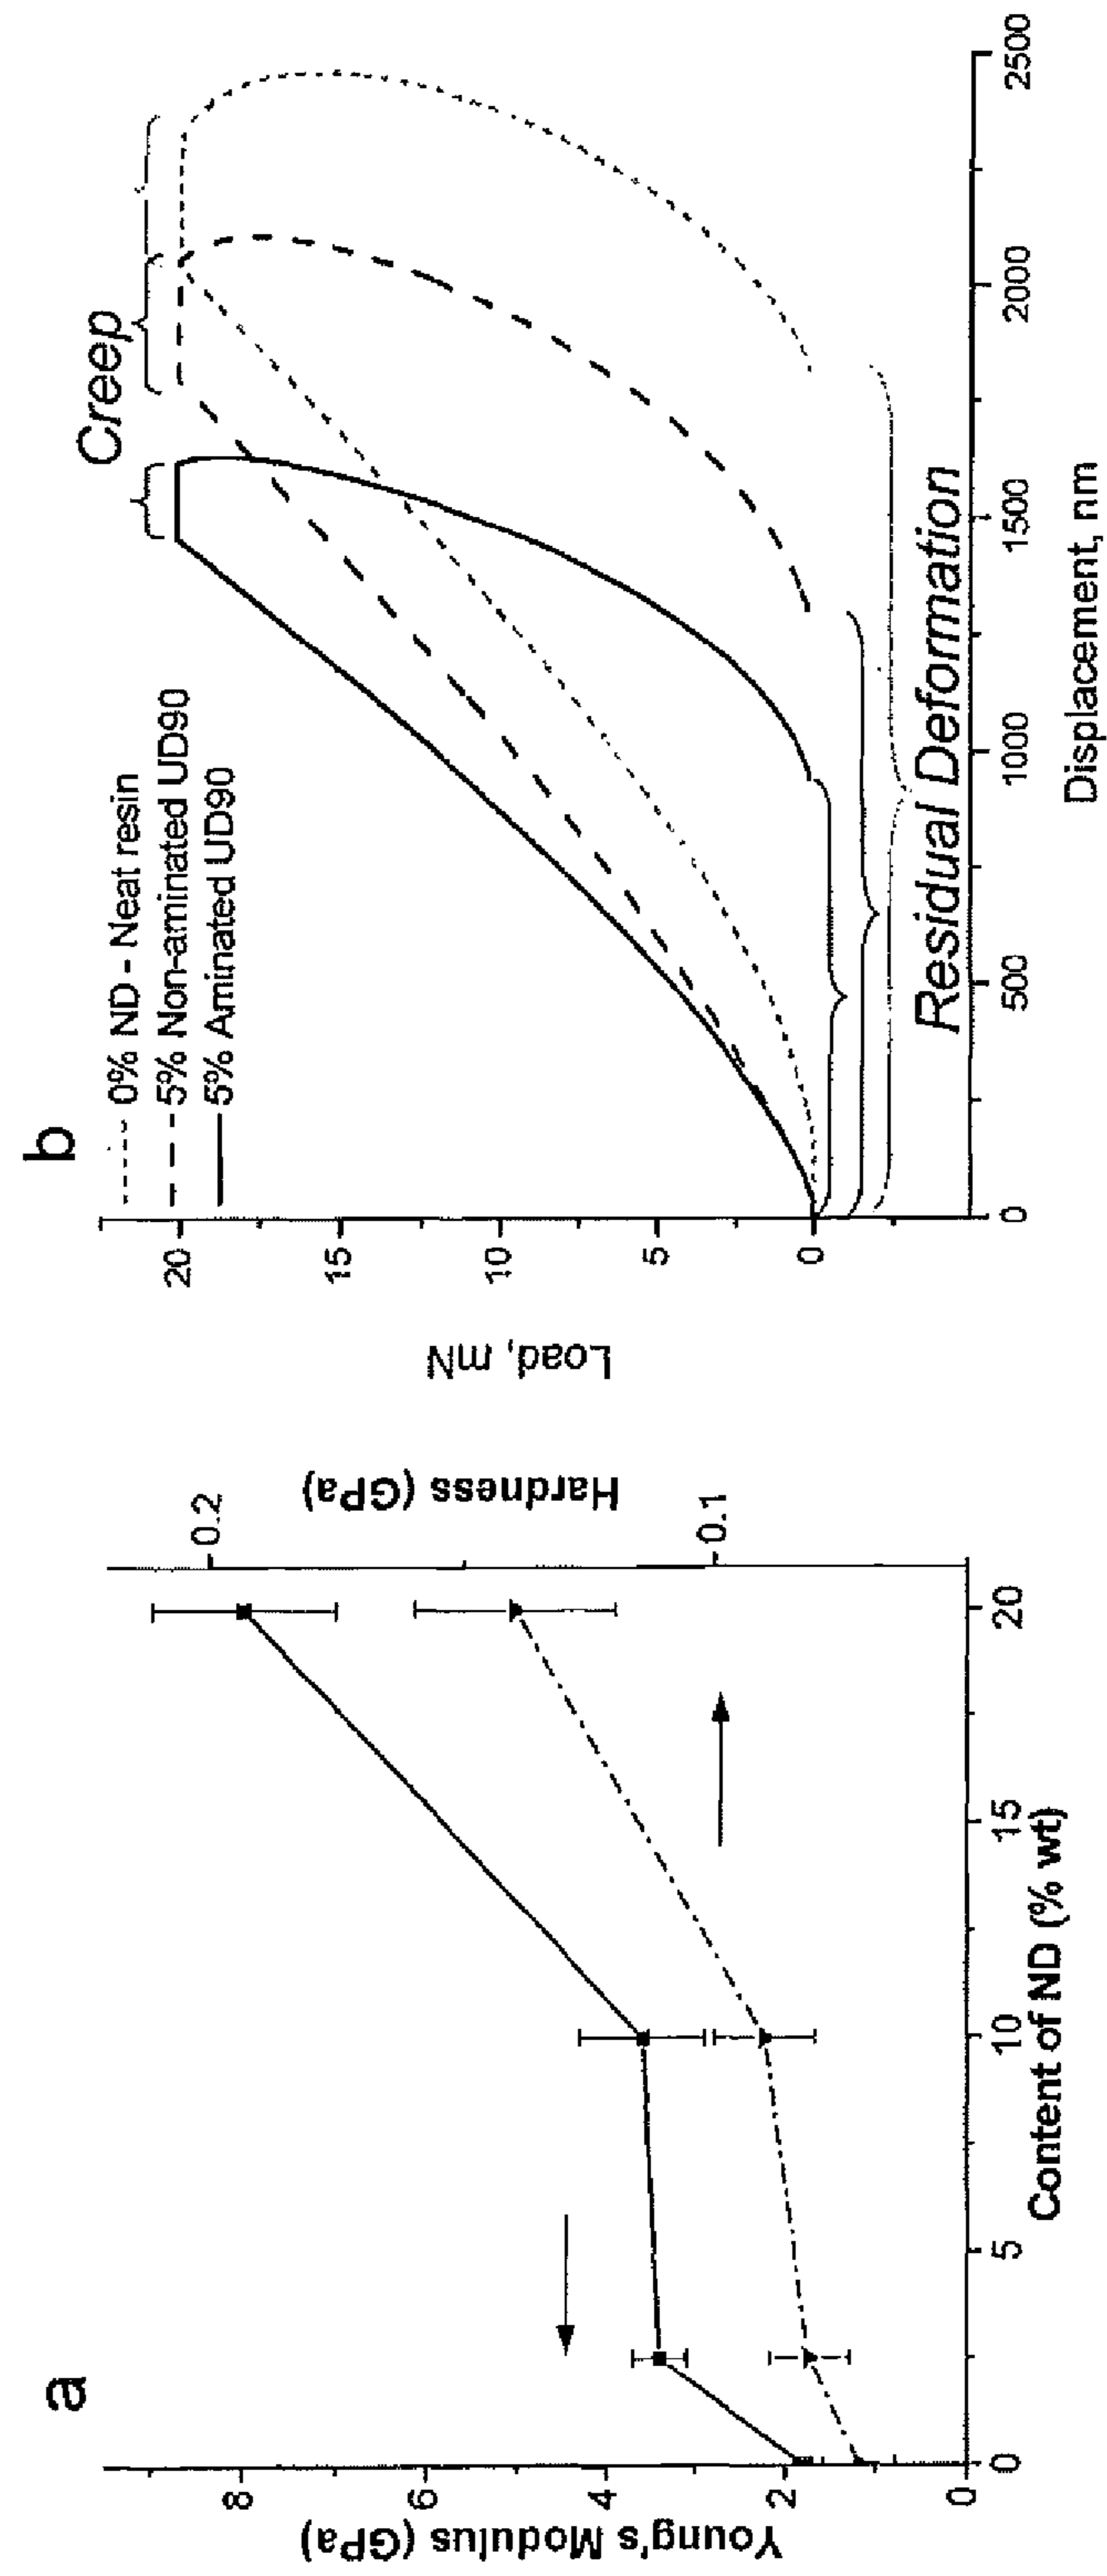 a
Young's Modulus (GPa)
8
6
4
2
0
0
5
10
15
20
Content of ND (% wt)
0.2
0.1
Hardness (GPa)
b
0% ND - Neat resin
5% Non-aminated UD90
5% Aminated UD90
Creep
Load, mN
20
15
10
5
0
Residual Deformation
0
500
1000
1500
2000
2500
Displacement, nm